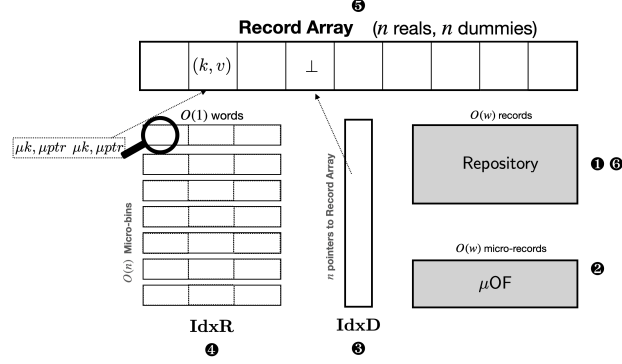 ❺
Record Array (n reals, n dummies)
(k, v)
⊥
O(1) words
μk, μptr μk, μptr
O(n) Micro-bins
n pointers to Record Array
O(w) records
Repository
❶ ❻
O(w) micro-records
❷
μOF
IdxR
IdxD
❹
❸